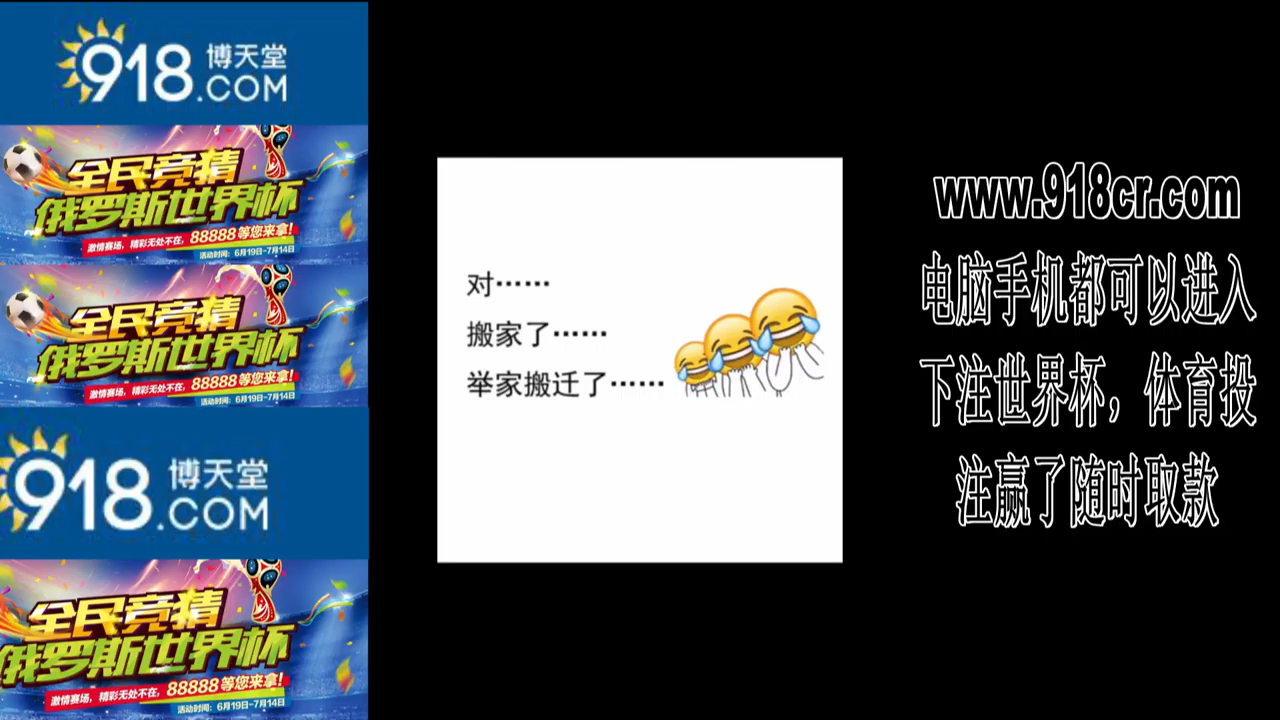 918 博天堂
.COM
全民竞猜
俄罗斯世界杯
激情赛场，精彩无处不在，88888等您来拿！
活动时间：6月19日-7月14日
全民竞猜
俄罗斯世界杯
激情赛场，精彩无处不在，88888等您来拿！
活动时间：6月19日-7月14日
918 博天堂
.COM
全民竞猜
俄罗斯世界杯
激情赛场，精彩无处不在，88888等您来拿！
活动时间：6月19日-7月14日
对……
搬家了……
举家搬迁了……
www.918cr.com
电脑手机都可以进入
下注世界杯，体育投
注赢了随时取款